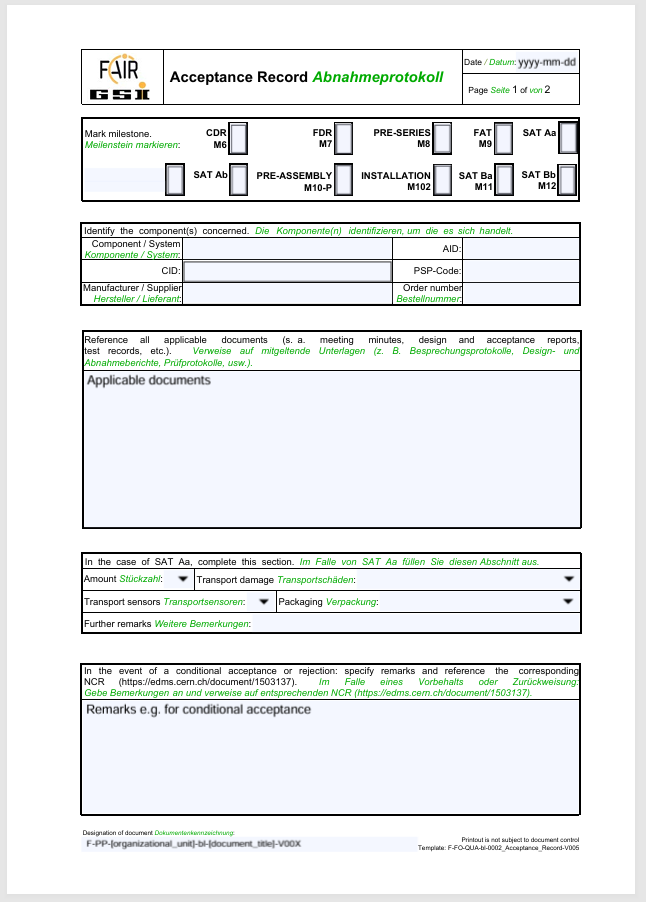 FAIR
GSI
Acceptance Record Abnahmeprotokoll
Date / Datum: yyyy-mm-dd
Page Seite 1 of von 2
Mark milestone.
Meilenstein markieren:
CDR
M6
FDR
M7
PRE-SERIES
M8
FAT
M9
SAT Aa
SAT Ab
PRE-ASSEMBLY
M10-P
INSTALLATION
M102
SAT Ba
M11
SAT Bb
M12
Identify the component(s) concerned. Die Komponente(n) identifizieren, um die es sich handelt.
Component / System
Komponente / System:
AID:
CID:
PSP-Code:
Manufacturer / Supplier
Hersteller / Lieferant:
Order number
Bestellnummer:
Reference all applicable documents (s. a. meeting minutes, design and acceptance reports,
test records, etc.). Verweise auf mitgeltende Unterlagen (z. B. Besprechungsprotokolle, Design- und
Abnahmeberichte, Prüfprotokolle, usw.).
Applicable documents
In the case of SAT Aa, complete this section. Im Falle von SAT Aa füllen Sie diesen Abschnitt aus.
Amount Stückzahl:
Transport damage Transportschäden:
Transport sensors Transportsensoren:
Packaging Verpackung:
Further remarks Weitere Bemerkungen:
In the event of a conditional acceptance or rejection: specify remarks and reference the corresponding
NCR (https://edms.cern.ch/document/1503137). Im Falle eines Vorbehalts oder Zurückweisung:
Gebe Bemerkungen an und verweise auf entsprechenden NCR (https://edms.cern.ch/document/1503137).
Remarks e.g. for conditional acceptance
Designation of document Dokumentenkennzeichnung:
F-PP-[organizational_unit]-bl-[document_title]-V00X
Printout is not subject to document control
Template: F-FO-QUA-bl-0002_Acceptance_Record-V005